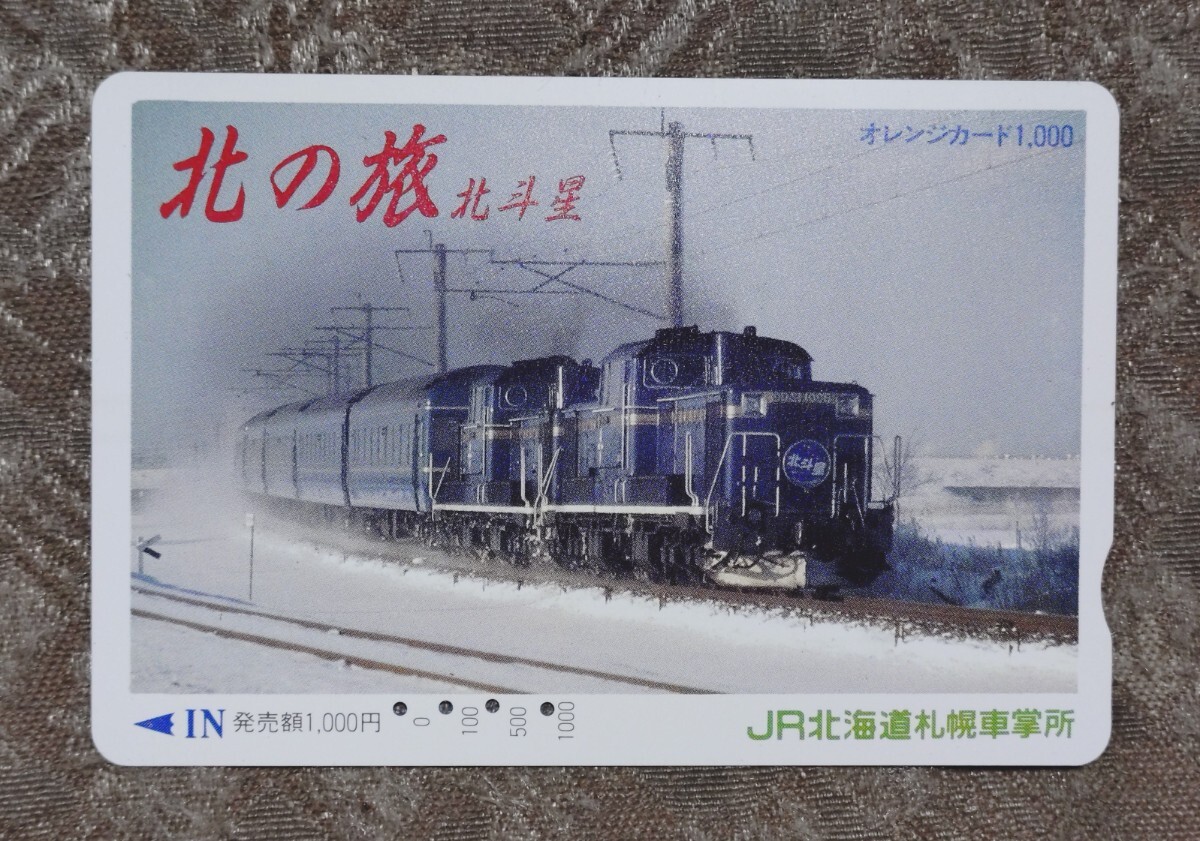 北の旅 北斗星
オレンジカード1,000
北斗星
IN 発売額1,000円
0 100 500 1000
JR北海道札幌車掌所